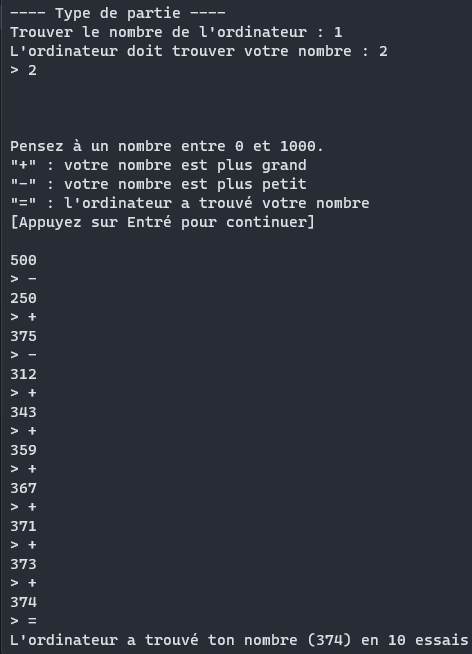 ---- Type de partie ----
Trouver le nombre de l'ordinateur : 1
L'ordinateur doit trouver votre nombre : 2
> 2
Pensez à un nombre entre 0 et 1000.
"+" : votre nombre est plus grand
"-" : votre nombre est plus petit
"=" : l'ordinateur a trouvé votre nombre
[Appuyez sur Entré pour continuer]
500
> -
250
> +
375
> -
312
> +
343
> +
359
> +
367
> +
371
> +
373
> +
374
> =
L'ordinateur a trouvé ton nombre (374) en 10 essais